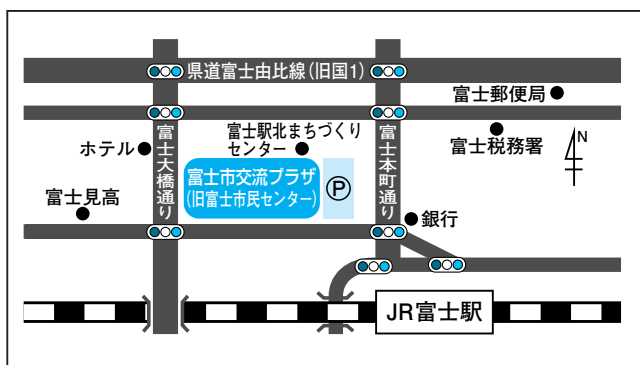 県道富士由比線(旧国1)
富士郵便局
富士税務署
N
富士駅北まちづくり
センター
ホテル
富士大橋通り
富士本町通り
富士市交流プラザ
(旧富士市民センター)
P
富士見高
銀行
JR富士駅